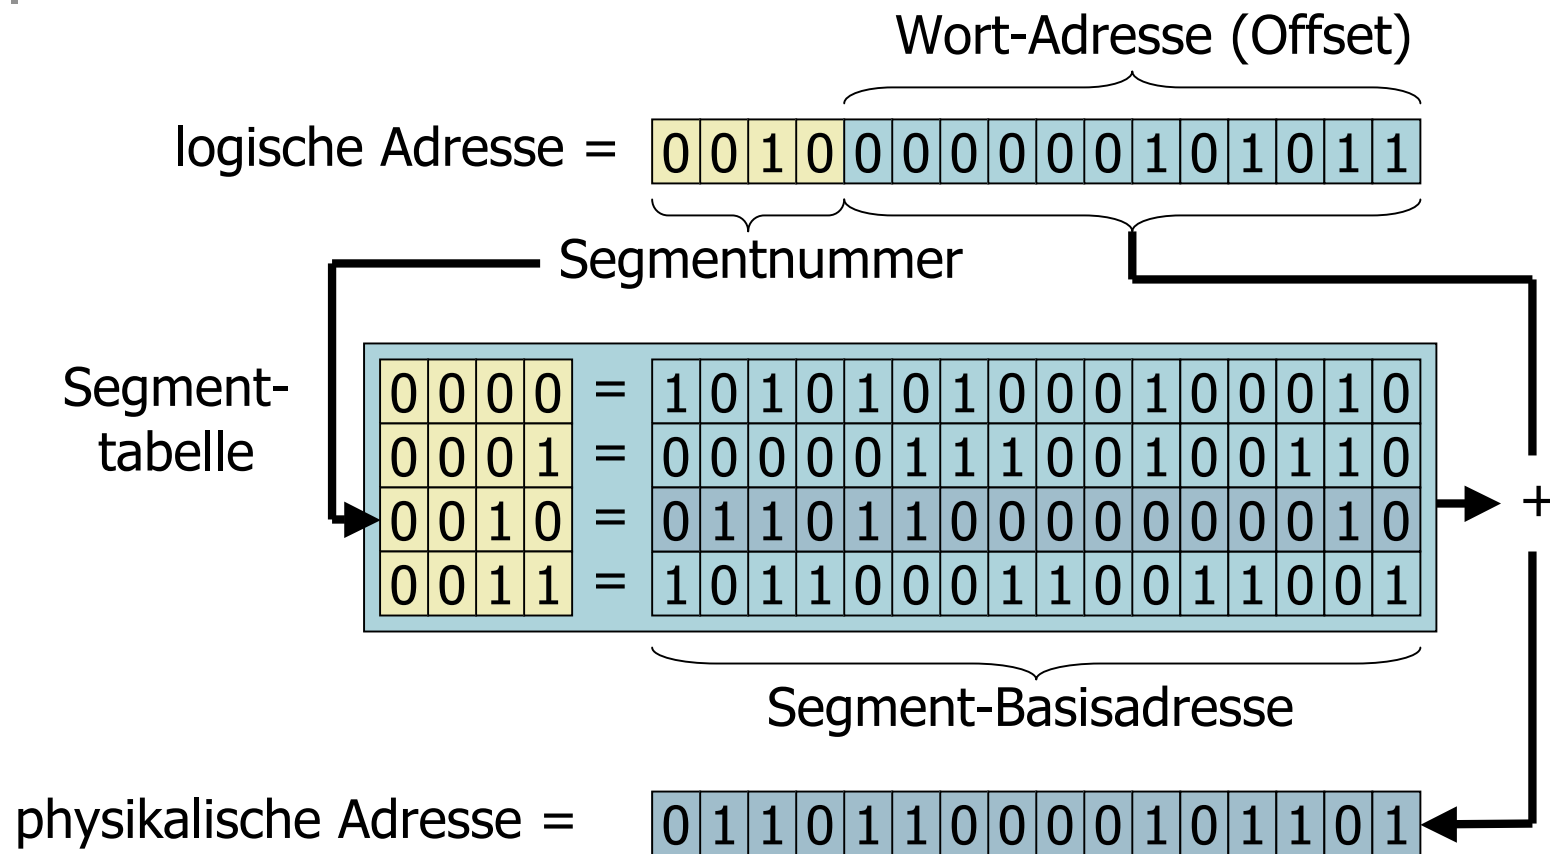 Wort-Adresse (Offset)
logische Adresse = 0 0 1 0 0 0 0 0 0 0 1 0 1 0 1 1
Segmentnummer
Segment-
tabelle
0 0 0 0 = 1 0 1 0 1 0 1 0 0 0 1 0 0 0 1 0
0 0 0 1 = 0 0 0 0 0 1 1 1 0 0 1 0 0 1 1 0
0 0 1 0 = 0 1 1 0 1 1 0 0 0 0 0 0 0 0 1 0
0 0 1 1 = 1 0 1 1 0 0 0 1 1 0 0 1 1 0 0 1
+
Segment-Basisadresse
physikalische Adresse = 0 1 1 0 1 1 0 0 0 0 1 0 1 1 0 1